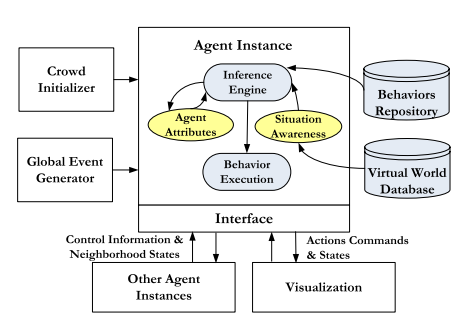 Agent Instance
Crowd
Initializer
Inference
Engine
Behaviors
Repository
Agent
Attributes
Situation
Awareness
Global Event
Generator
Behavior
Execution
Virtual World
Database
Interface
Control Information &
Neighborhood States
Actions Commands
& States
Other Agent
Instances
Visualization